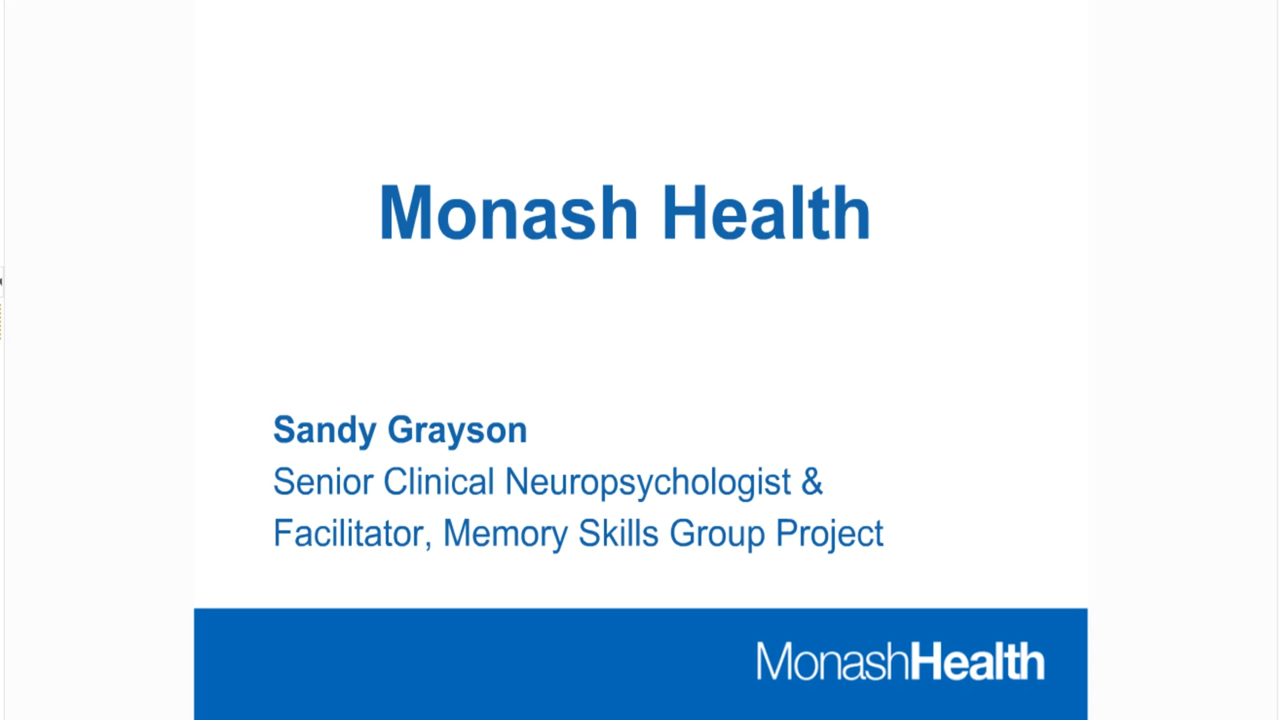 Monash Health
Sandy Grayson
Senior Clinical Neuropsychologist &
Facilitator, Memory Skills Group Project
MonashHealth